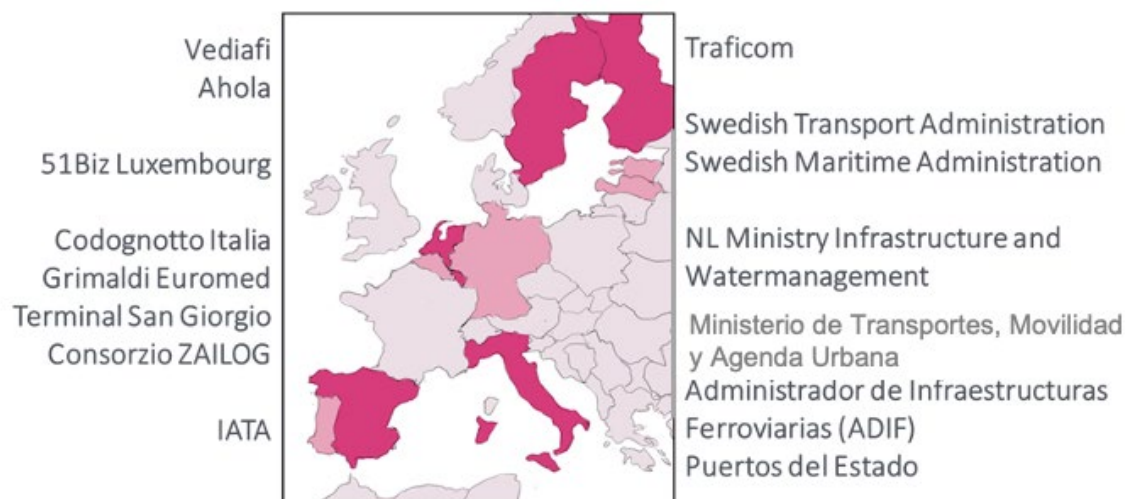 Vediafi
Ahola
51Biz Luxembourg
Codognotto Italia
Grimaldi Euromed
Terminal San Giorgio
Consorzio ZAILOG
IATA
Traficom
Swedish Transport Administration
Swedish Maritime Administration
NL Ministry Infrastructure and
Watermanagement
Ministerio de Transportes, Movilidad
y Agenda Urbana
Administrador de Infraestructuras
Ferroviarias (ADIF)
Puertos del Estado